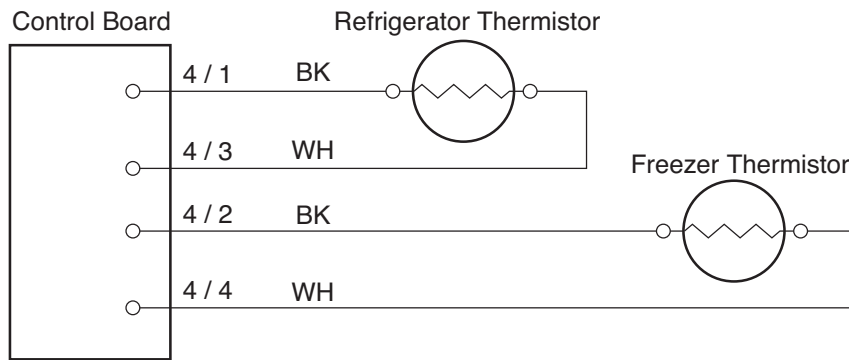 Control Board
Refrigerator Thermistor
4 / 1 BK
4 / 3 WH
Freezer Thermistor
4 / 2 BK
4 / 4 WH